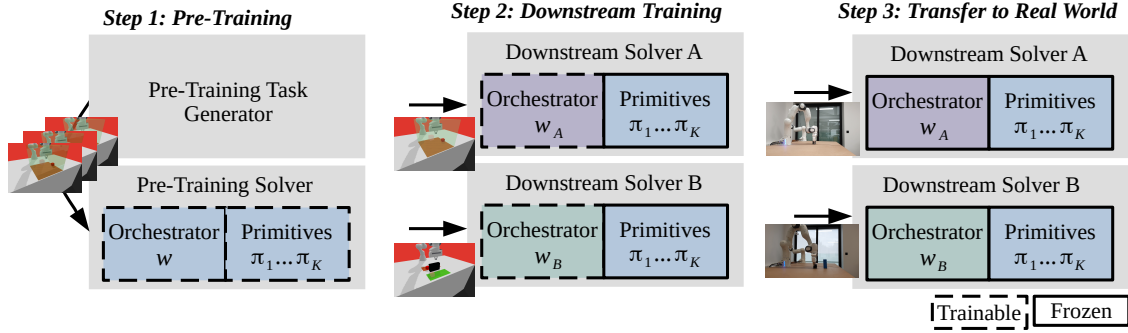 Step 1: Pre-Training
Pre-Training Task
Generator
Pre-Training Solver
Orchestrator
w
Primitives
π1... πK
Step 2: Downstream Training
Downstream Solver A
Orchestrator
wA
Primitives
π1... πK
Downstream Solver B
Orchestrator
wB
Primitives
π1... πK
Step 3: Transfer to Real World
Downstream Solver A
Orchestrator
wA
Primitives
π1... πK
Downstream Solver B
Orchestrator
wB
Primitives
π1... πK
Trainable
Frozen